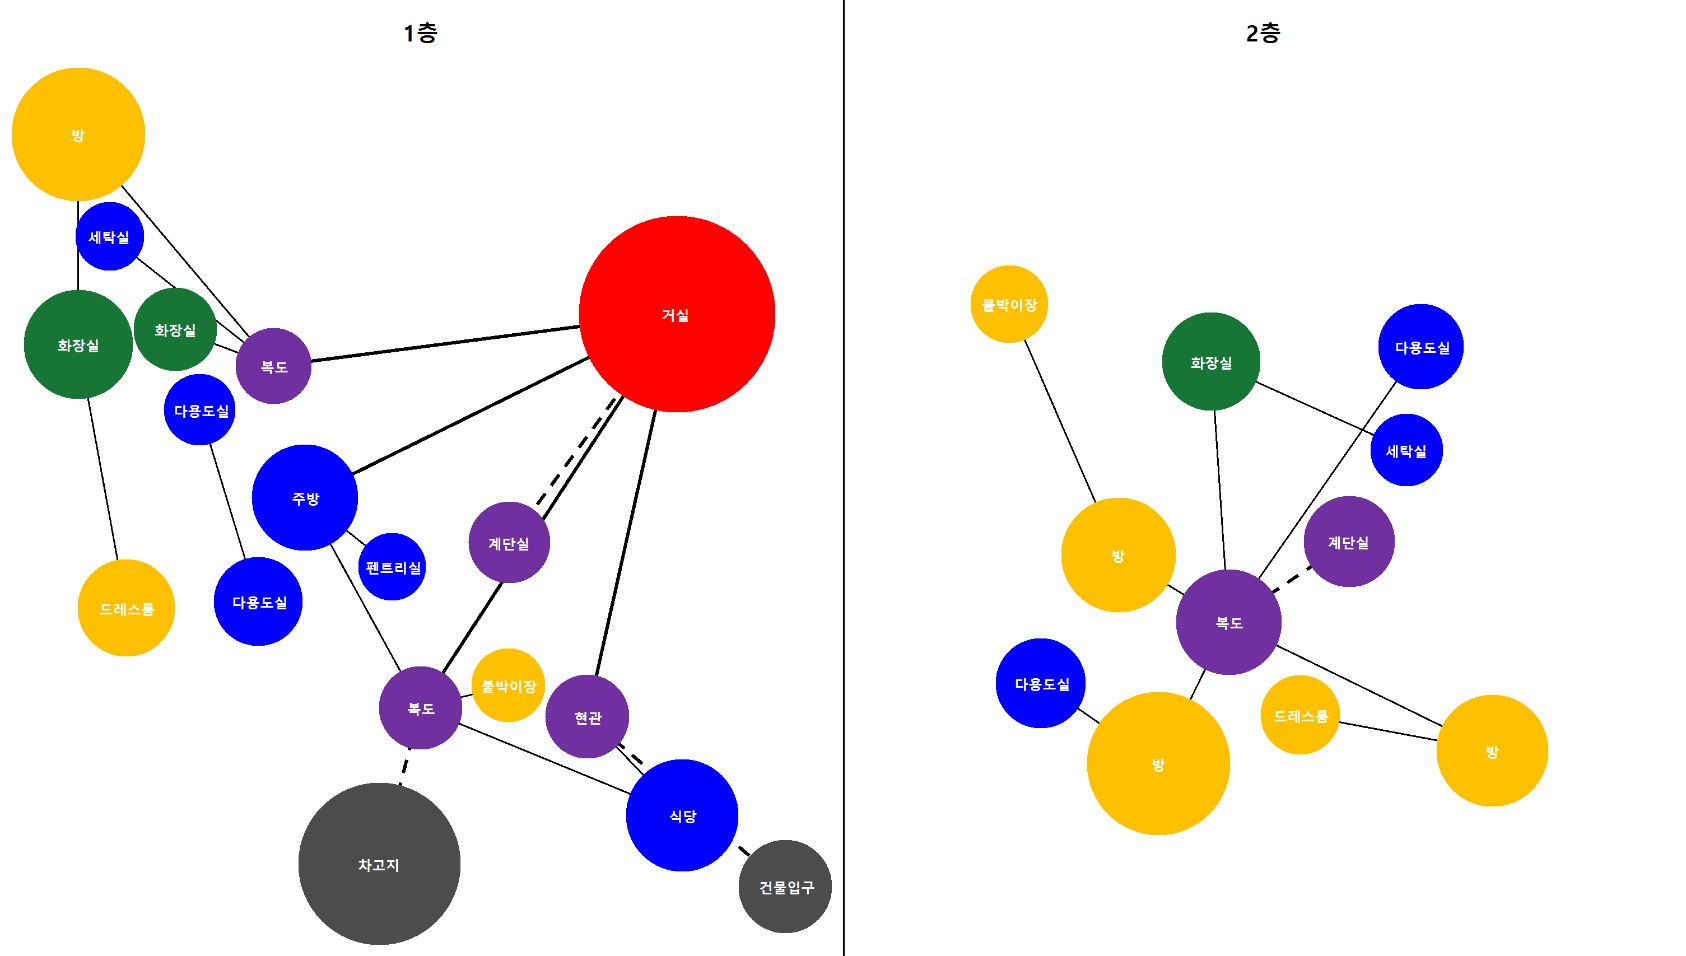 1층
방
세탁실
거실
화장실
화장실
복도
다용도실
주방
계단실
펜트리실
드레스룸
다용도실
붙박이장
복도
현관
식당
차고지
건물입구
2층
붙박이장
화장실
다용도실
세탁실
계단실
방
복도
다용도실
드레스룸
방
방